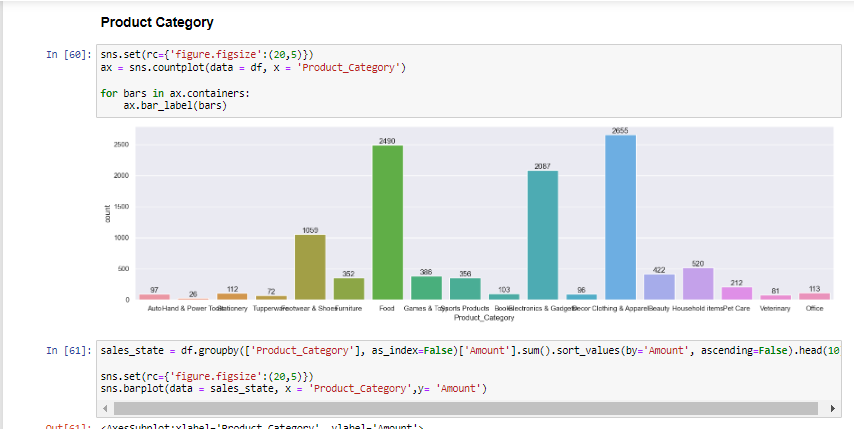 Product Category
In [60]: sns.set(rc={'figure.figsize':(20,5)})
ax = sns.countplot(data = df, x = 'Product_Category')
for bars in ax.containers:
ax.bar_label(bars)
2655
2490
2500
2087
2000
1500
1059
1000
count
500
97 26 112 72 352 386 356 103 96 422 520 212 81 113
0
Auto Hand & Power Tools Stationery Tupperware Footwear & Shoes Furniture Food Games & Toys Sports Products Books Electronics & Gadgets Decor Clothing & Apparel Beauty Household items Pet Care Veterinary Office
Product_Category
In [61]: sales_state = df.groupby(['Product_Category'], as_index=False)['Amount'].sum().sort_values(by='Amount', ascending=False).head(10
sns.set(rc={'figure.figsize':(20,5)})
sns.barplot(data = sales_state, x = 'Product_Category',y= 'Amount')
Out[61]: <AxesSubplot:xlabel='Product_Category', ylabel='Amount'>